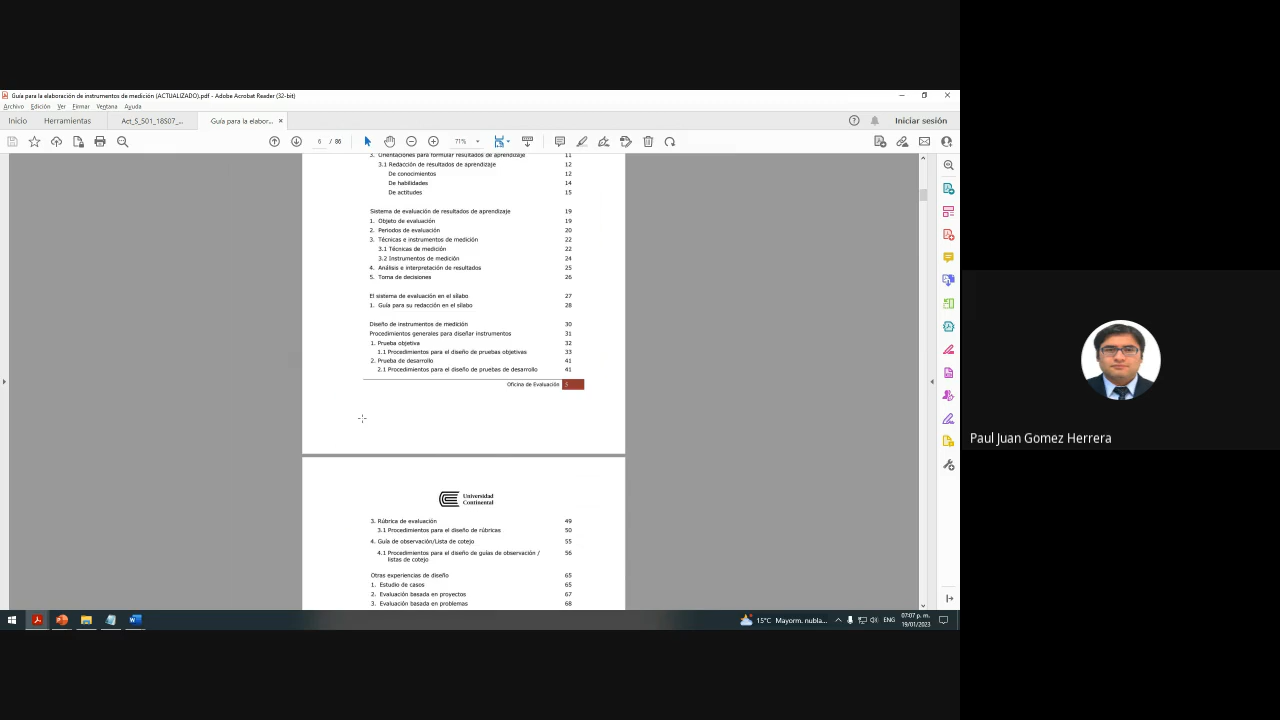 Guía para la elaboración de instrumentos de medición (ACTUALIZADO).pdf - Adobe Acrobat Reader (32-bit)
Archivo Edición Ver Firmar Ventana Ayuda
Inicio Herramientas Act_S_S01_18507_... Guía para la elabor... ×
Iniciar sesión
6 / 86 71%
3. Orientaciones para formular resultados de aprendizaje 11
3.1 Redacción de resultados de aprendizaje 12
De conocimientos 12
De habilidades 14
De actitudes 15
Sistema de evaluación de resultados de aprendizaje 19
1. Objeto de evaluación 19
2. Periodos de evaluación 20
3. Técnicas e instrumentos de medición 22
3.1 Técnicas de medición 22
3.2 Instrumentos de medición 24
4. Análisis e interpretación de resultados 25
5. Toma de decisiones 26
El sistema de evaluación en el sílabo 27
1. Guía para su redacción en el sílabo 28
Diseño de instrumentos de medición 30
Procedimientos generales para diseñar instrumentos 31
1. Prueba objetiva 32
1.1 Procedimientos para el diseño de pruebas objetivas 33
2. Prueba de desarrollo 41
2.1 Procedimientos para el diseño de pruebas de desarrollo 41
Oficina de Evaluación 5
Universidad
Continental
3. Rúbrica de evaluación 49
3.1 Procedimientos para el diseño de rúbricas 50
4. Guía de observación/Lista de cotejo 55
4.1 Procedimientos para el diseño de guías de observación / 56
listas de cotejo
Otras experiencias de diseño 65
1. Estudio de casos 65
2. Evaluación basada en proyectos 67
3. Evaluación basada en problemas 68
Paul Juan Gomez Herrera
15°C Mayorm. nubla... ENG 07:07 p. m.
19/01/2023